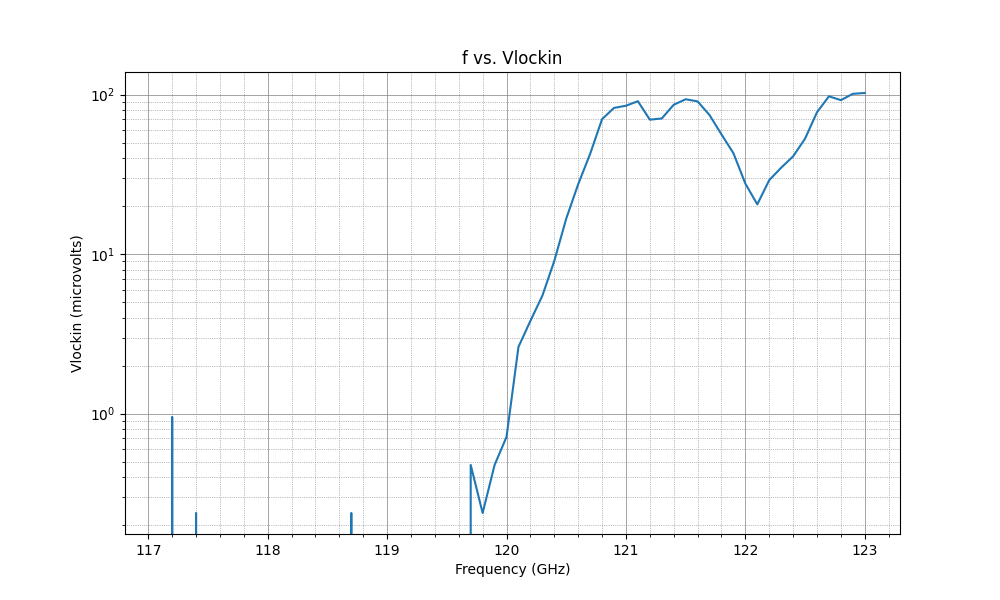 f vs. Vlockin
Vlockin (microvolts)
10²
10¹
10⁰
117 118 119 120 121 122 123
Frequency (GHz)